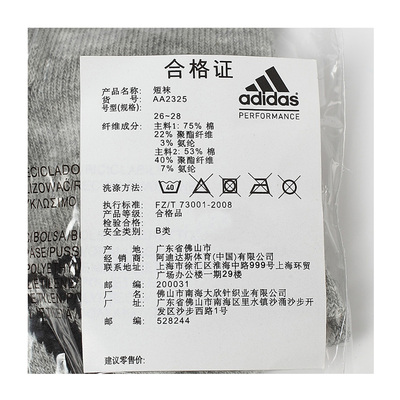 合格证
adidas
PERFORMANCE
产品名称: 短袜
产品货号: AA2325
号型(规格):
26~28
纤维成分: 主料1: 75% 棉
22% 聚酯纤维
3% 氨纶
主料2: 53% 棉
40% 聚酯纤维
7% 氨纶
洗涤方法: 40
执行标准: FZ/T 73001-2008
产品等级: 合格品
检验合格:
安全类别: B类
产 地: 广东省佛山市
经 销 商: 阿迪达斯体育(中国)有限公司
联系地址: 上海市徐汇区淮海中路999号上海环贸
广场办公楼一期29楼
邮 编: 200031
厂 名: 佛山市南海大欣针织业有限公司
厂 址: 广东省佛山市南海区里水镇沙涌沙步开
发区沙步西路1号
邮 编: 528244
建议零售价: